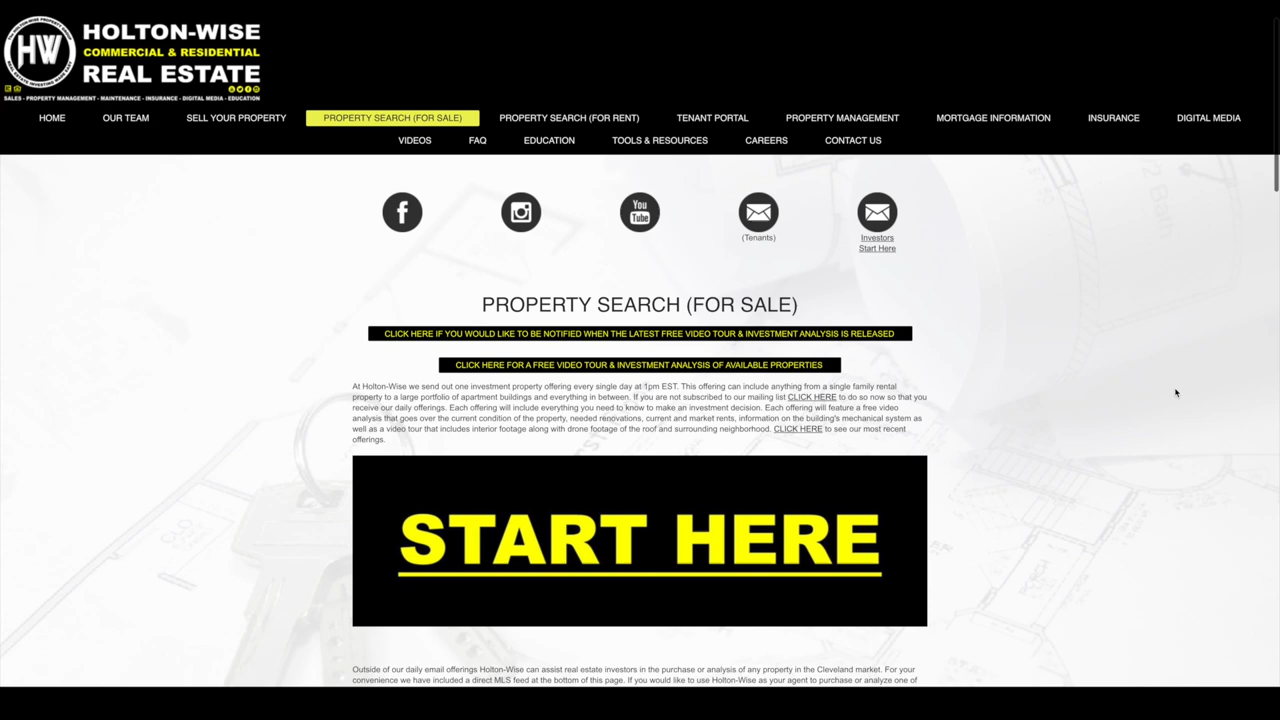 HOLTON-WISE
COMMERCIAL & RESIDENTIAL
REAL ESTATE
SALES - PROPERTY MANAGEMENT - MAINTENANCE - INSURANCE - DIGITAL MEDIA - EDUCATION
HW
HOME OUR TEAM SELL YOUR PROPERTY PROPERTY SEARCH (FOR SALE) PROPERTY SEARCH (FOR RENT) TENANT PORTAL PROPERTY MANAGEMENT MORTGAGE INFORMATION INSURANCE DIGITAL MEDIA
VIDEOS FAQ EDUCATION TOOLS & RESOURCES CAREERS CONTACT US
You
Tube
(Tenants)
Investors
Start Here
PROPERTY SEARCH (FOR SALE)
CLICK HERE IF YOU WOULD LIKE TO BE NOTIFIED WHEN THE LATEST FREE VIDEO TOUR & INVESTMENT ANALYSIS IS RELEASED
CLICK HERE FOR A FREE VIDEO TOUR & INVESTMENT ANALYSIS OF AVAILABLE PROPERTIES
At Holton-Wise we send out one investment property offering every single day at 1pm EST. This offering can include anything from a single family rental
property to a large portfolio of apartment buildings and everything in between. If you are not subscribed to our mailing list CLICK HERE to do so now so that you
receive our daily offerings. Each offering will include everything you need to know to make an investment decision. Each offering will feature a free video
analysis that goes over the current condition of the property, needed renovations, current and market rents, information on the building's mechanical system as
well as a video tour that includes interior footage along with drone footage of the roof and surrounding neighborhood. CLICK HERE to see our most recent
offerings.
START HERE
Outside of our daily email offerings Holton-Wise can assist real estate investors in the purchase or analysis of any property in the Cleveland market. For your
convenience we have included a direct MLS feed at the bottom of this page. If you would like to use Holton-Wise as your agent to purchase or analyze one of